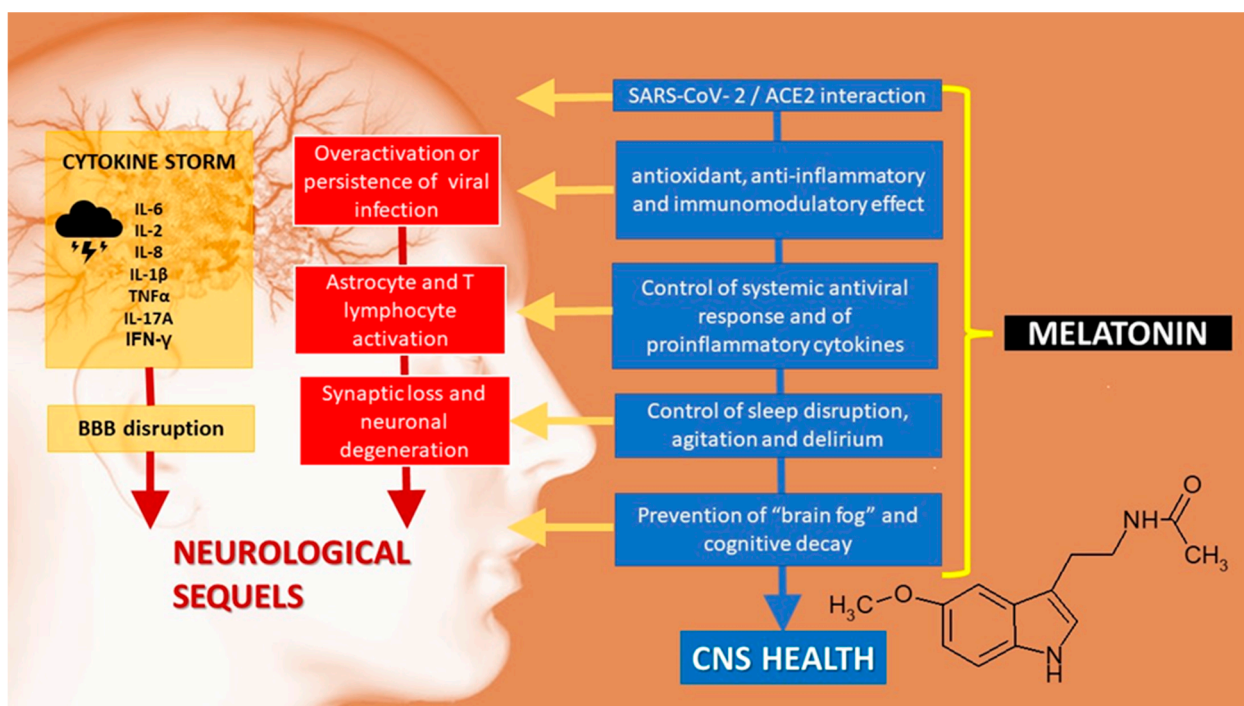 CYTOKINE STORM
IL-6
IL-2
IL-8
IL-1β
TNFα
IL-17A
IFN-γ
BBB disruption
Overactivation or
persistence of viral
infection
Astrocyte and T
lymphocyte
activation
Synaptic loss and
neuronal
degeneration
NEUROLOGICAL
SEQUELS
SARS-CoV- 2 / ACE2 interaction
antioxidant, anti-inflammatory
and immunomodulatory effect
Control of systemic antiviral
response and of
proinflammatory cytokines
Control of sleep disruption,
agitation and delirium
Prevention of “brain fog” and
cognitive decay
CNS HEALTH
MELATONIN
O
NH
CH3
H3C
O
N
H